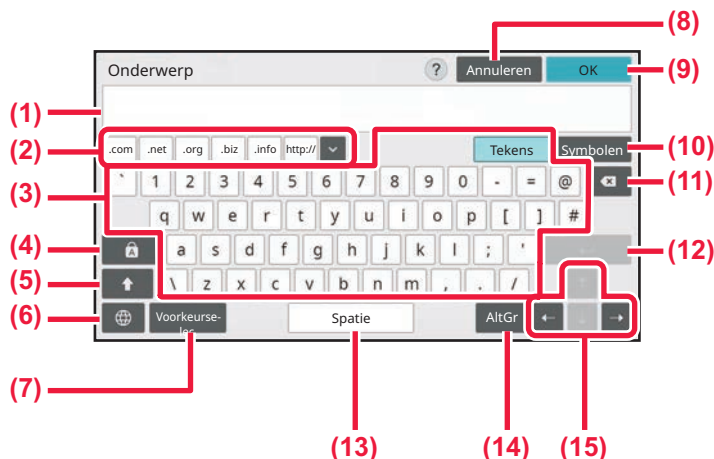 (8)
Onderwerp ? Annuleren OK (9)
(1)
(2) .com .net .org .biz .info http:// Tekens Symbolen (10)
(3) ` 1 2 3 4 5 6 7 8 9 0 - = @ (11)
q w e r t y u i o p [ ] #
(4) A a s d f g h j k l ; ' ← (12)
(5) \ z x c v b n m , . / ↑
(6) Voorkeurse- Spatie AltGr ← ↓ →
lec
(7)
(13) (14) (15)